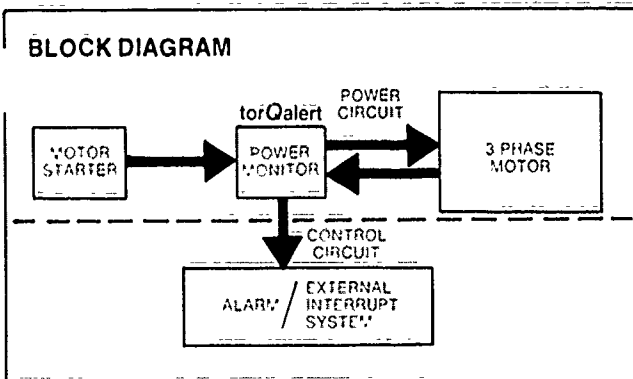 BLOCK DIAGRAM
torQalert
POWER
CIRCUIT
MOTOR
STARTER
POWER
MONITOR
3 PHASE
MOTOR
CONTROL
CIRCUIT
ALARM / EXTERNAL
INTERRUPT
SYSTEM